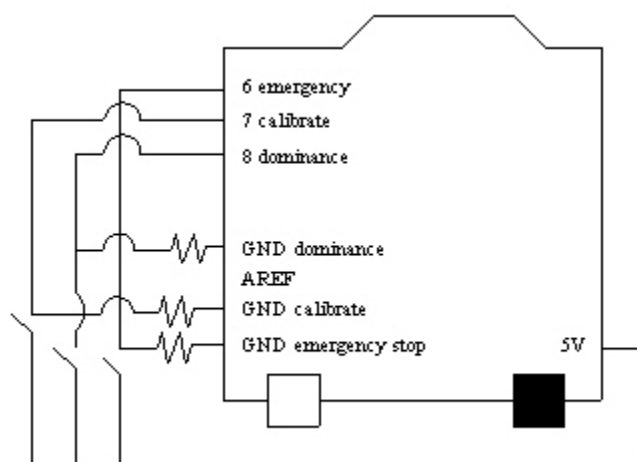 6 emergency
7 calibrate
8 dominance
GND dominance
AREF
GND calibrate
GND emergency stop
5V